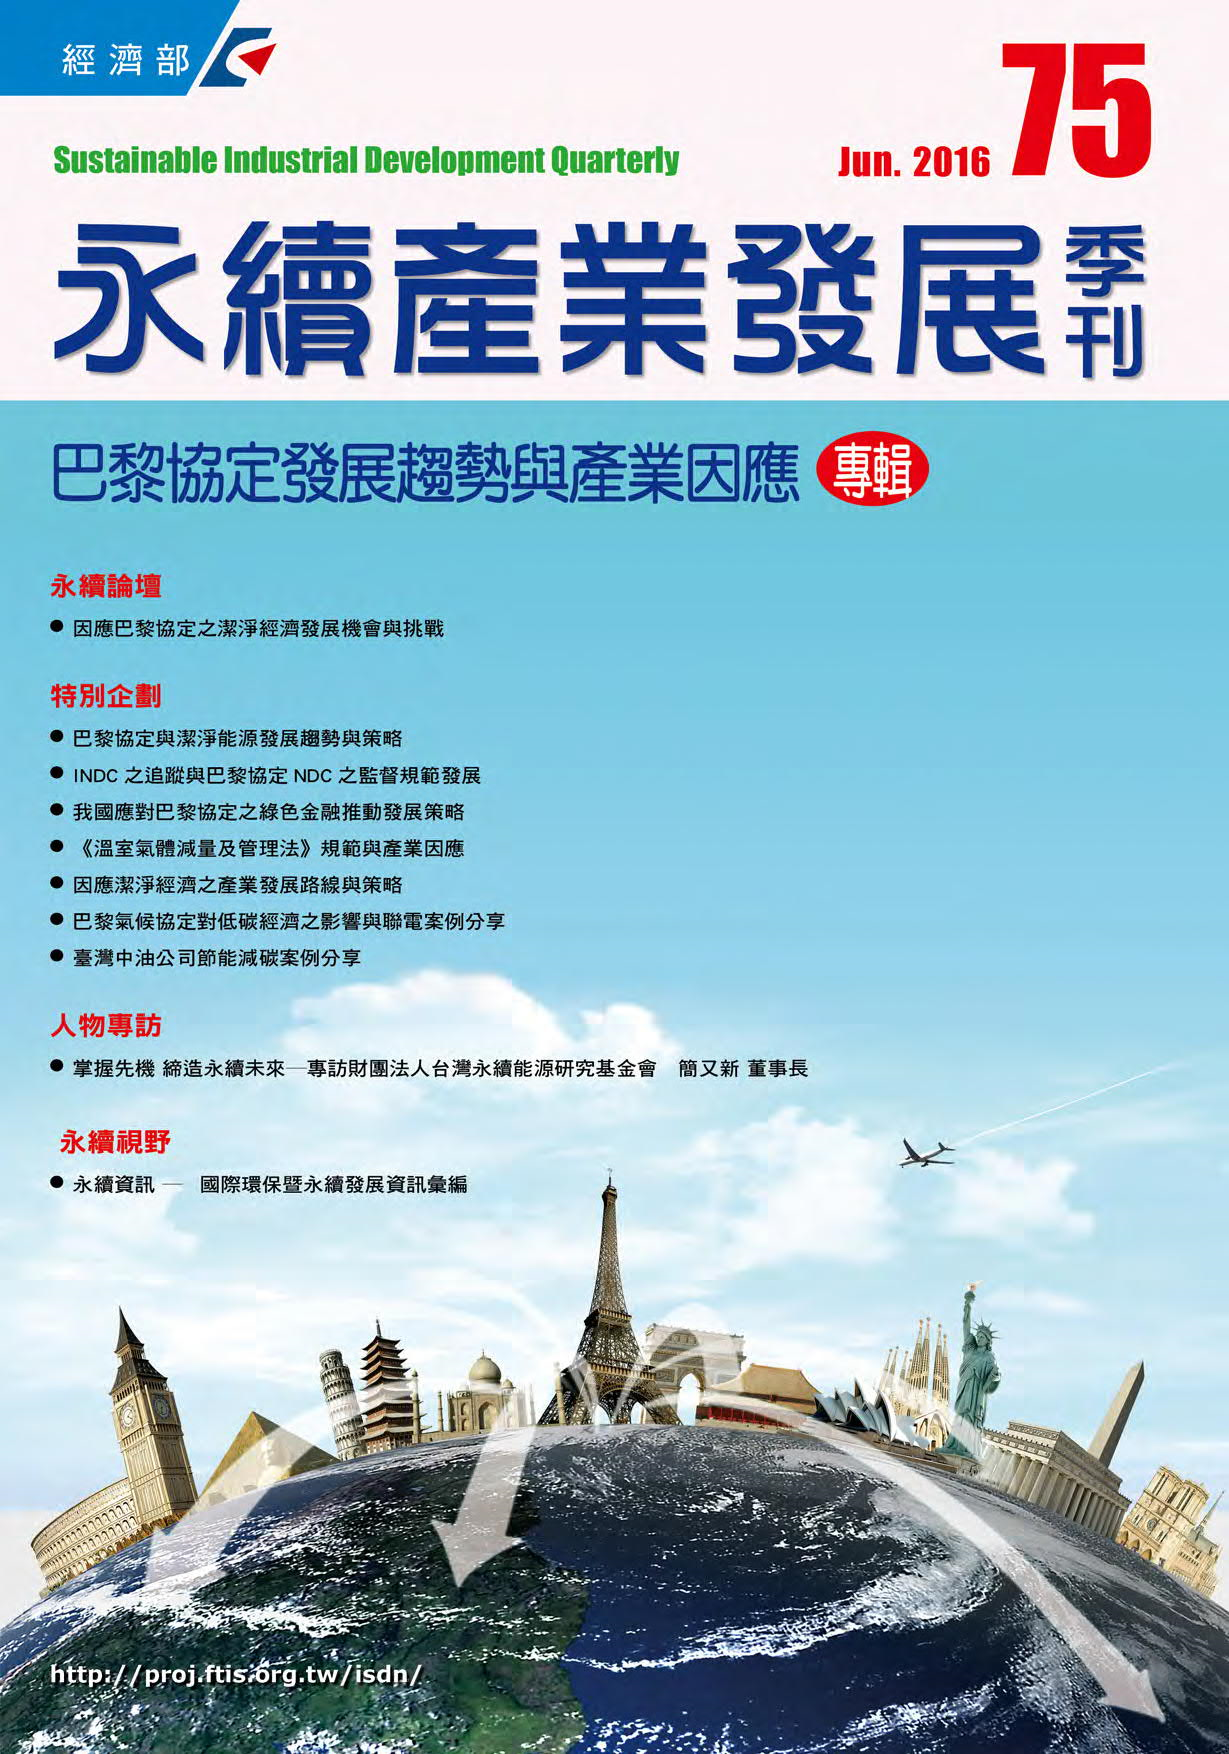 經濟部
Sustainable Industrial Development Quarterly
Jun. 2016
75
永續產業發展季刊
巴黎協定發展趨勢與產業因應 專輯
永續論壇
● 因應巴黎協定之潔淨經濟發展機會與挑戰
特別企劃
● 巴黎協定與潔淨能源發展趨勢與策略
● INDC 之追蹤與巴黎協定 NDC 之監督規範發展
● 我國應對巴黎協定之綠色金融推動發展策略
● 《溫室氣體減量及管理法》規範與產業因應
● 因應潔淨經濟之產業發展路線與策略
● 巴黎氣候協定對低碳經濟之影響與聯電案例分享
● 臺灣中油公司節能減碳案例分享
人物專訪
● 掌握先機 締造永續未來─專訪財團法人台灣永續能源研究基金會 簡又新 董事長
永續視野
● 永續資訊 ─ 國際環保暨永續發展資訊彙編
http://proj.ftis.org.tw/isdn/